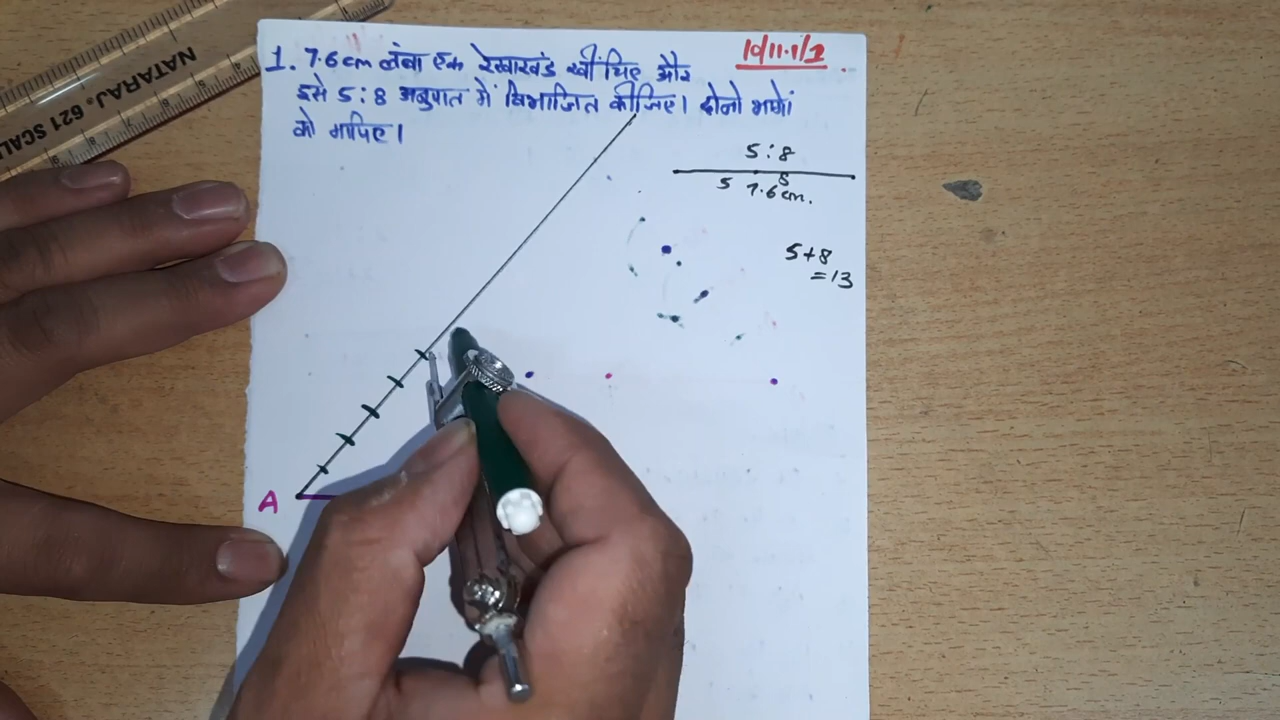 10/11.1/1
1. 7.6 cm लंबा एक रेखाखंड खींचिए और
इसे 5 : 8 अनुपात में विभाजित कीजिए। दोनो भागों
को मापिए।
5 : 8
5 8
7.6 cm.
5+8
=13
A
NATARAJ 621 SCALE